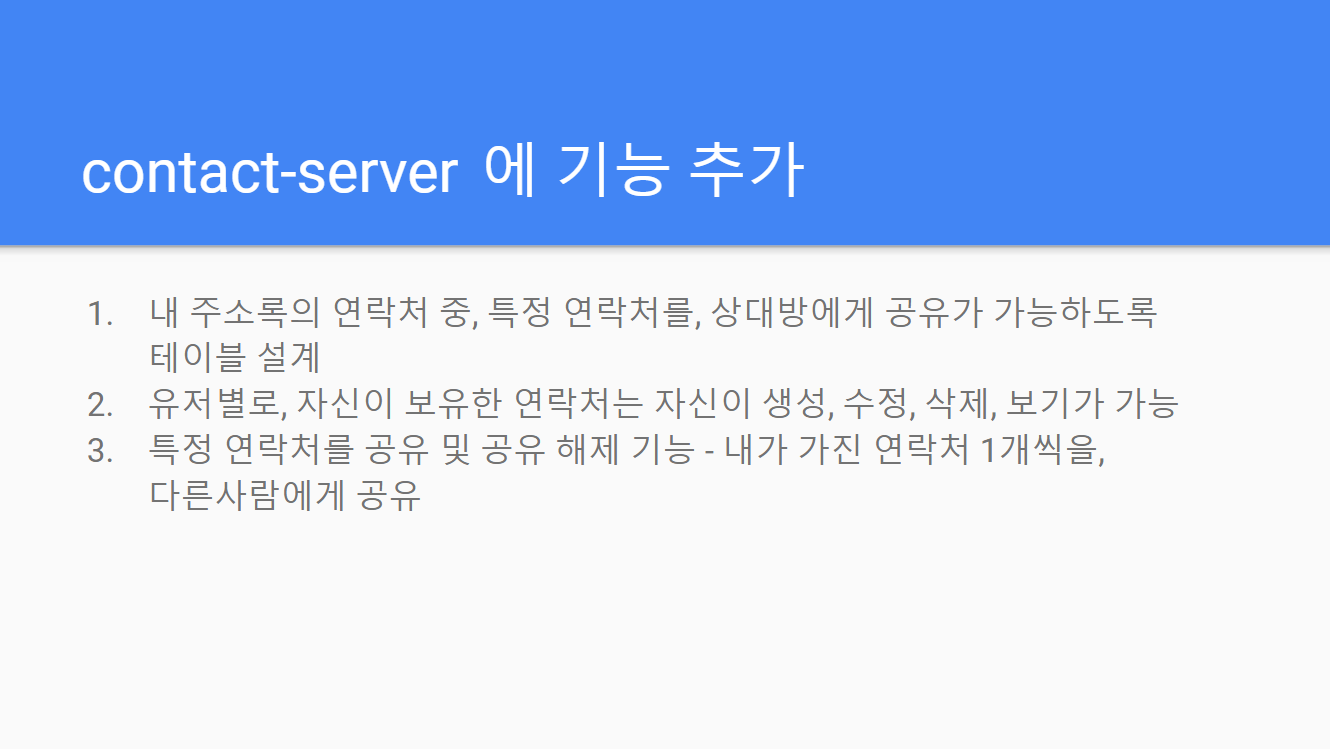 contact-server 에 기능 추가
1. 내 주소록의 연락처 중, 특정 연락처를, 상대방에게 공유가 가능하도록
테이블 설계
2. 유저별로, 자신이 보유한 연락처는 자신이 생성, 수정, 삭제, 보기가 가능
3. 특정 연락처를 공유 및 공유 해제 기능 - 내가 가진 연락처 1개씩을,
다른사람에게 공유